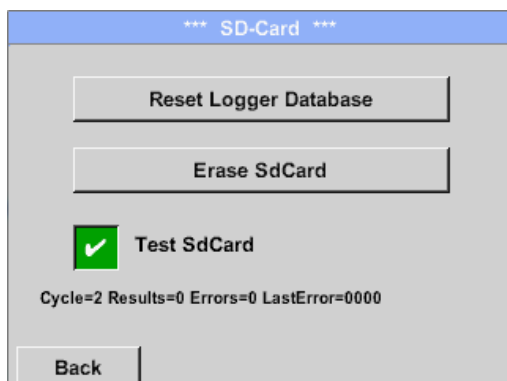 *** SD-Card ***
Reset Logger Database
Erase SdCard
Test SdCard
Cycle=2 Results=0 Errors=0 LastError=0000
Back